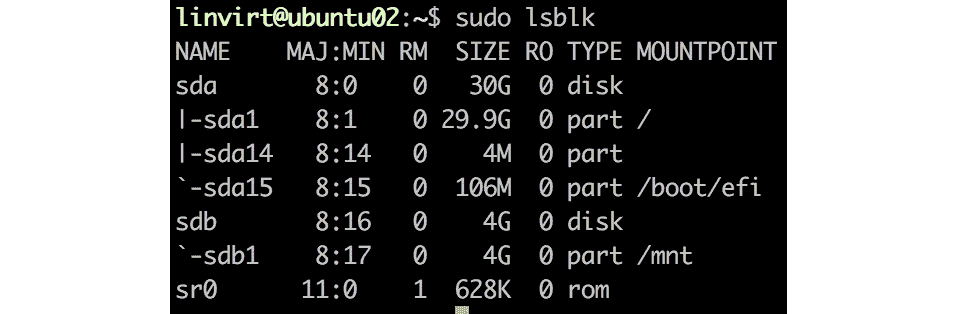 linvirt@ubuntu02:~$ sudo lsblk
NAME    MAJ:MIN RM  SIZE RO TYPE MOUNTPOINT
sda       8:0    0   30G  0 disk
|-sda1    8:1    0 29.9G  0 part /
|-sda14   8:14   0    4M  0 part
`-sda15   8:15   0  106M  0 part /boot/efi
sdb       8:16   0    4G  0 disk
`-sdb1    8:17   0    4G  0 part /mnt
sr0      11:0    1  628K  0 rom